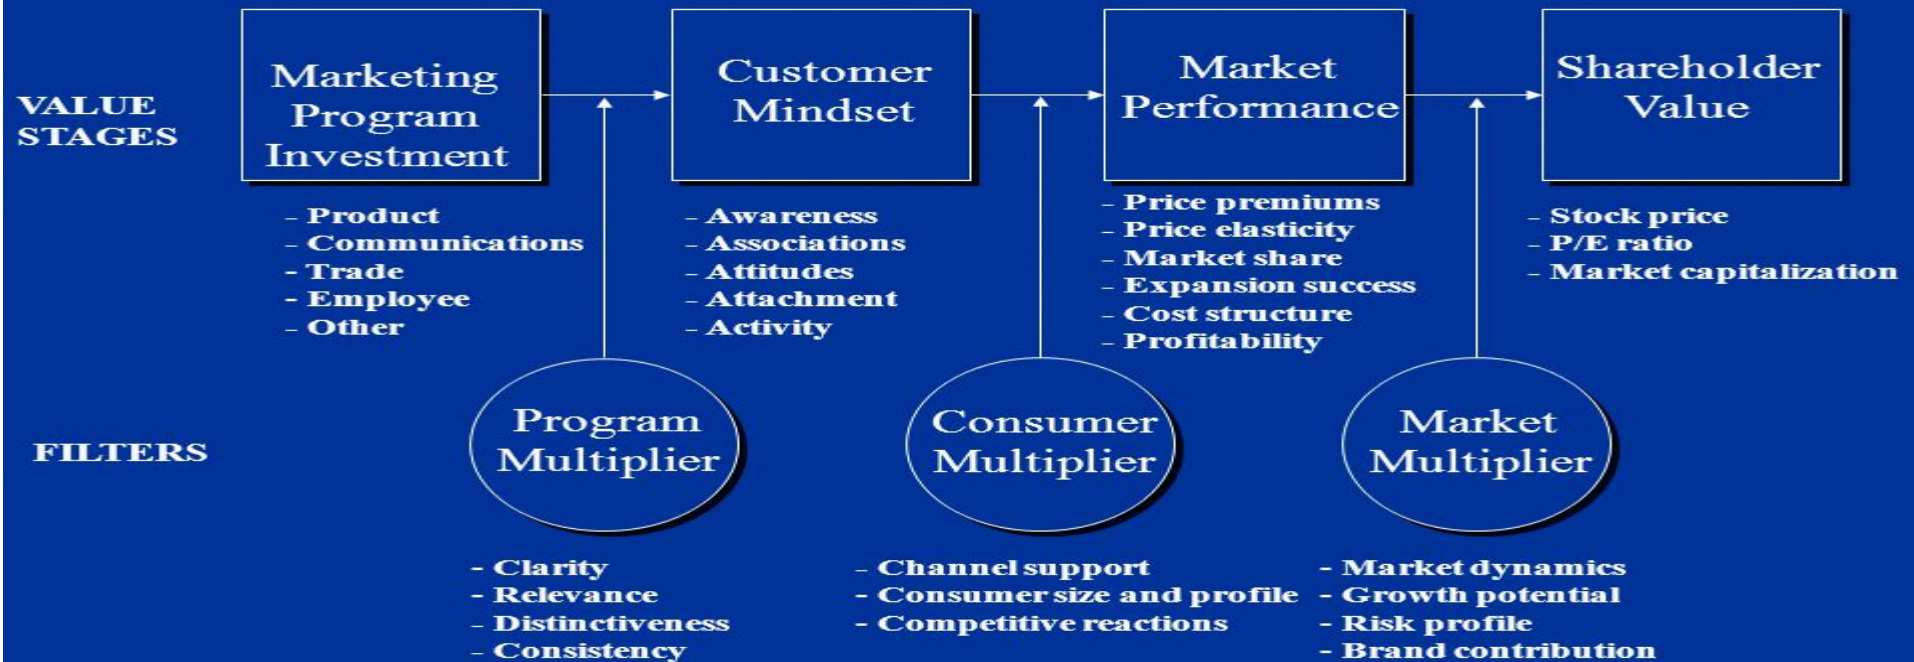 VALUE
STAGES
Marketing
Program
Investment
- Product
- Communications
- Trade
- Employee
- Other
Customer
Mindset
- Awareness
- Associations
- Attitudes
- Attachment
- Activity
Market
Performance
- Price premiums
- Price elasticity
- Market share
- Expansion success
- Cost structure
- Profitability
Shareholder
Value
- Stock price
- P/E ratio
- Market capitalization
FILTERS
Program
Multiplier
- Clarity
- Relevance
- Distinctiveness
- Consistency
Consumer
Multiplier
- Channel support
- Consumer size and profile
- Competitive reactions
Market
Multiplier
- Market dynamics
- Growth potential
- Risk profile
- Brand contribution